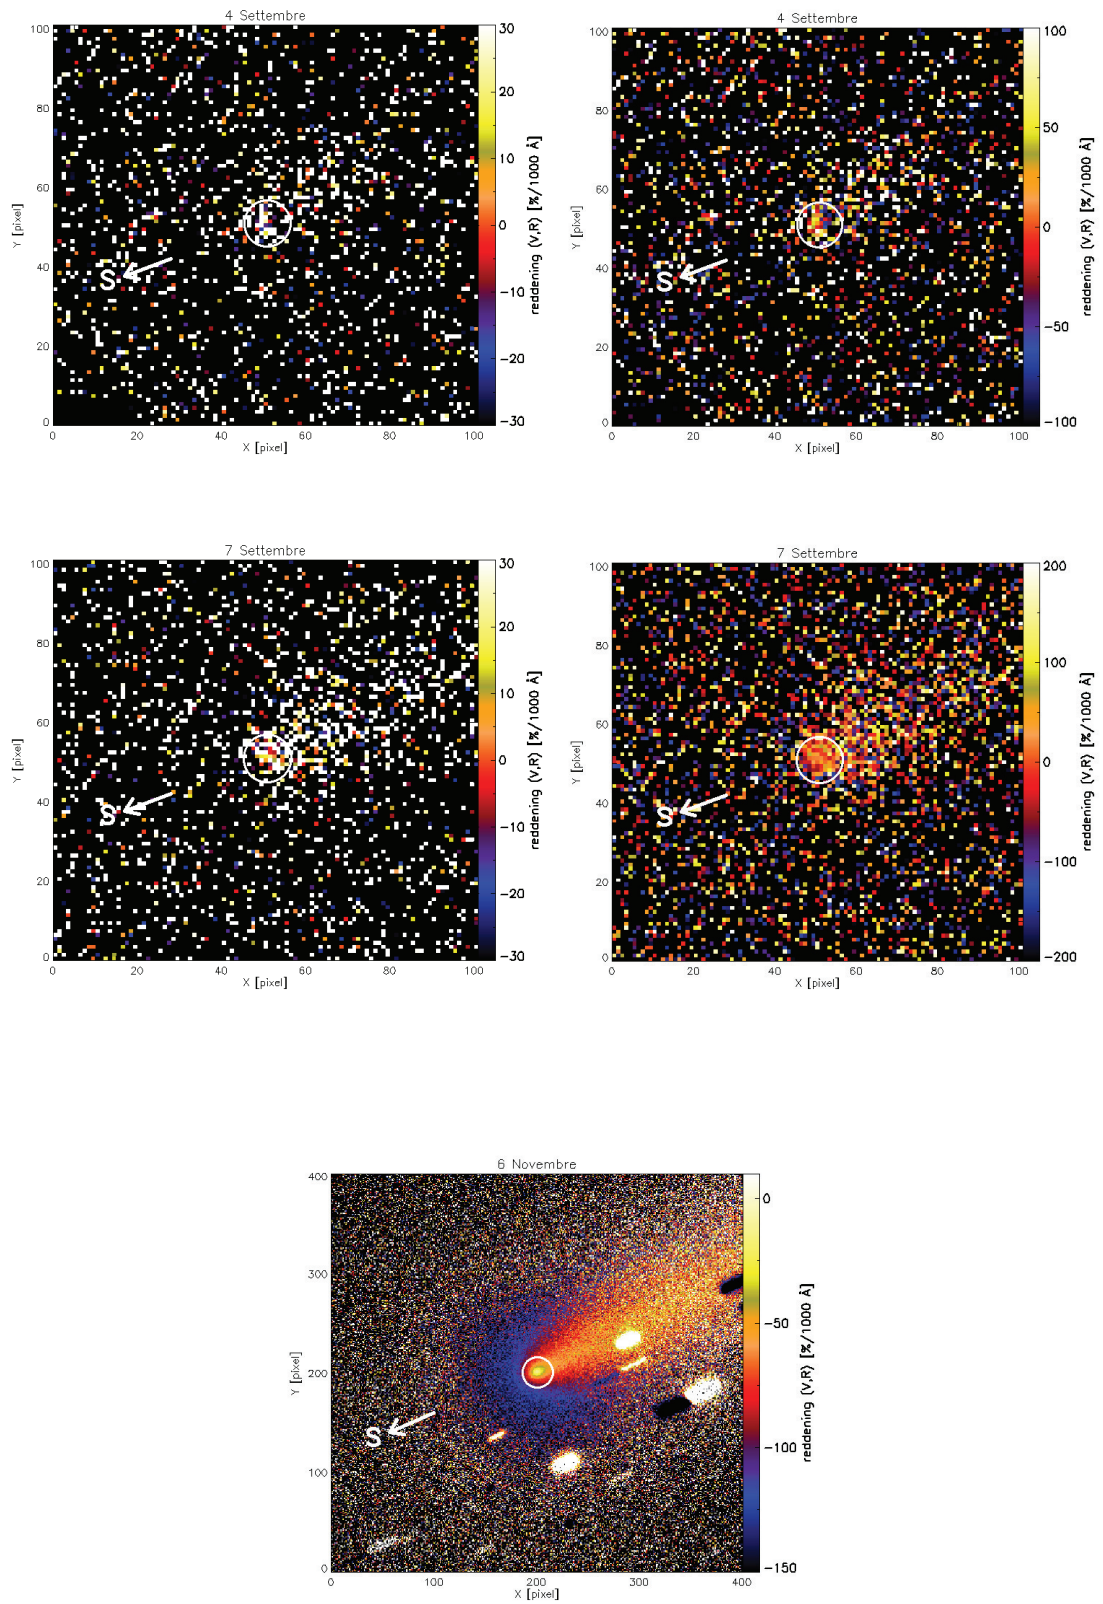 4 Settembre
100
80
60
40
20
0
Y [pixel]
S
0 20 40 60 80 100
X [pixel]
30
20
10
0
-10
-20
-30
reddening (V,R) [%/1000 Å]
4 Settembre
100
80
60
40
20
0
Y [pixel]
S
0 20 40 60 80 100
X [pixel]
100
50
0
-50
-100
reddening (V,R) [%/1000 Å]
7 Settembre
100
80
60
40
20
0
Y [pixel]
S
0 20 40 60 80 100
X [pixel]
30
20
10
0
-10
-20
-30
reddening (V,R) [%/1000 Å]
7 Settembre
100
80
60
40
20
0
Y [pixel]
S
0 20 40 60 80 100
X [pixel]
200
100
0
-100
-200
reddening (V,R) [%/1000 Å]
6 Novembre
400
300
200
100
0
Y [pixel]
S
0 100 200 300 400
X [pixel]
0
-50
-100
-150
reddening (V,R) [%/1000 Å]